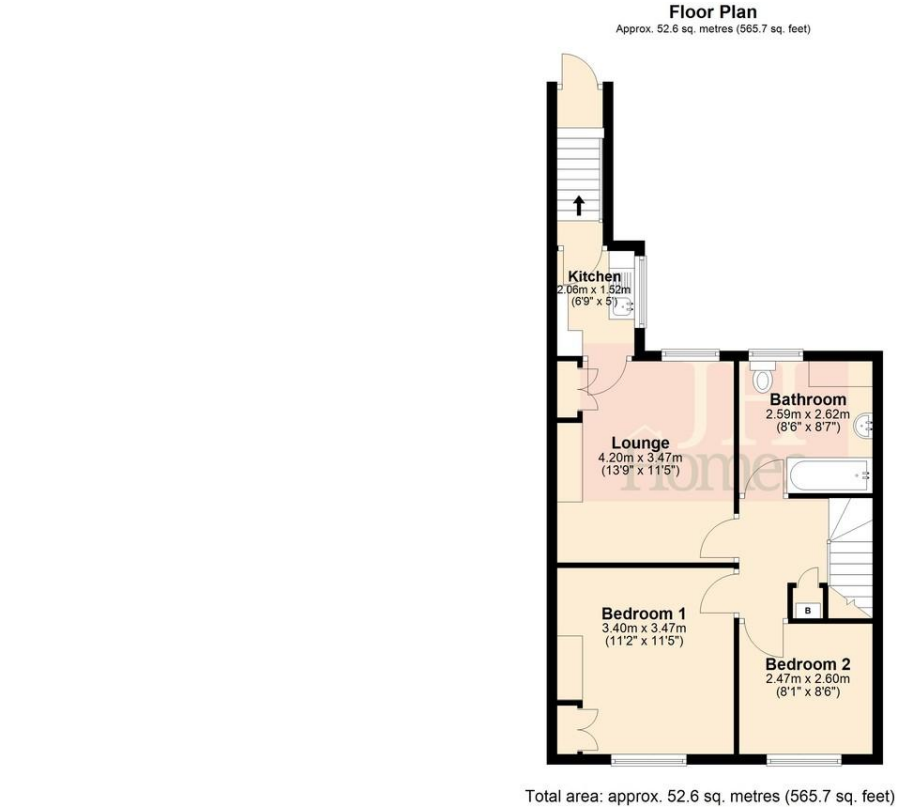 Floor Plan
Approx. 52.6 sq. metres (565.7 sq. feet)
Kitchen
2.06m x 1.52m
(6'9" x 5')
Bathroom
2.59m x 2.62m
(8'6" x 8'7")
Lounge
4.20m x 3.47m
(13'9" x 11'5")
JH
Homes
B
Bedroom 1
3.40m x 3.47m
(11'2" x 11'5")
Bedroom 2
2.47m x 2.60m
(8'1" x 8'6")
Total area: approx. 52.6 sq. metres (565.7 sq. feet)